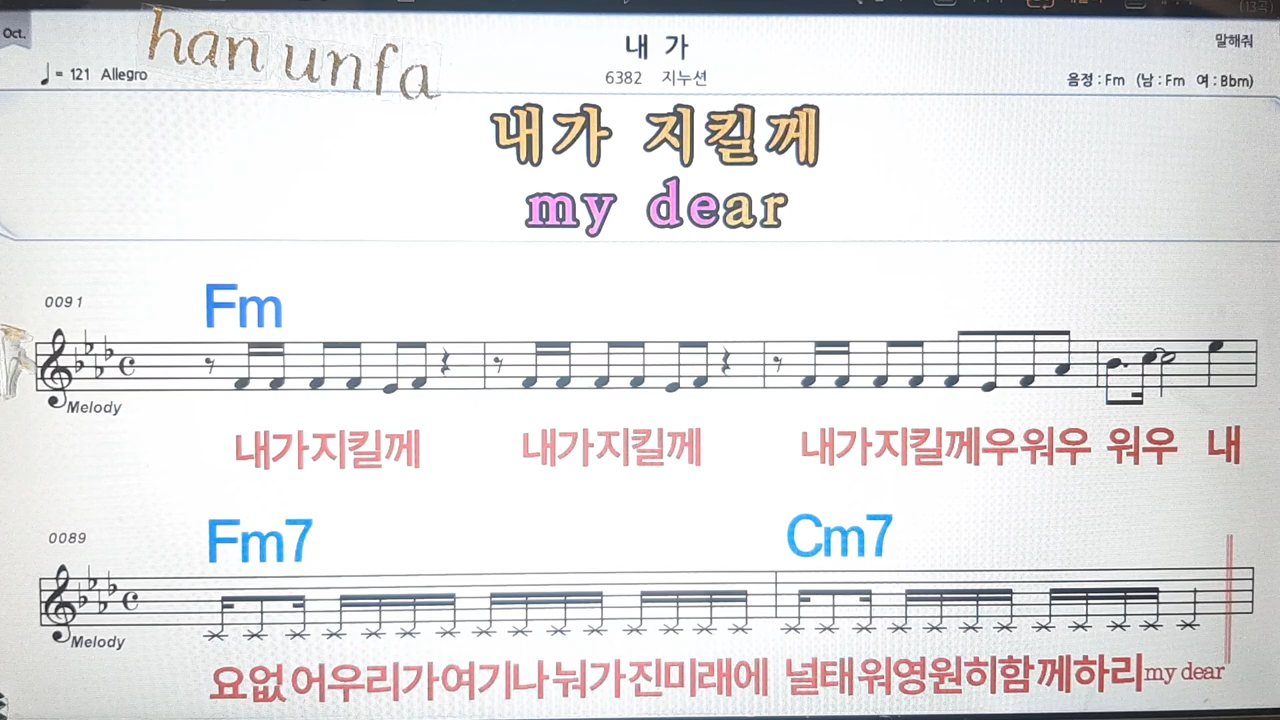 Oct.
han unfa
♩= 121 Allegro
내 가
6382 지누션
말해줘
음정 : Fm (남 : Fm 여 : Bbm)
내가 지킬께
my dear
0091
Fm
Melody
내가지킬께 내가지킬께 내가지킬께우워우 워우 내
0089
Fm7 Cm7
Melody
요없어우리가여기나눠가진미래에 널태워영원히함께하리my dear